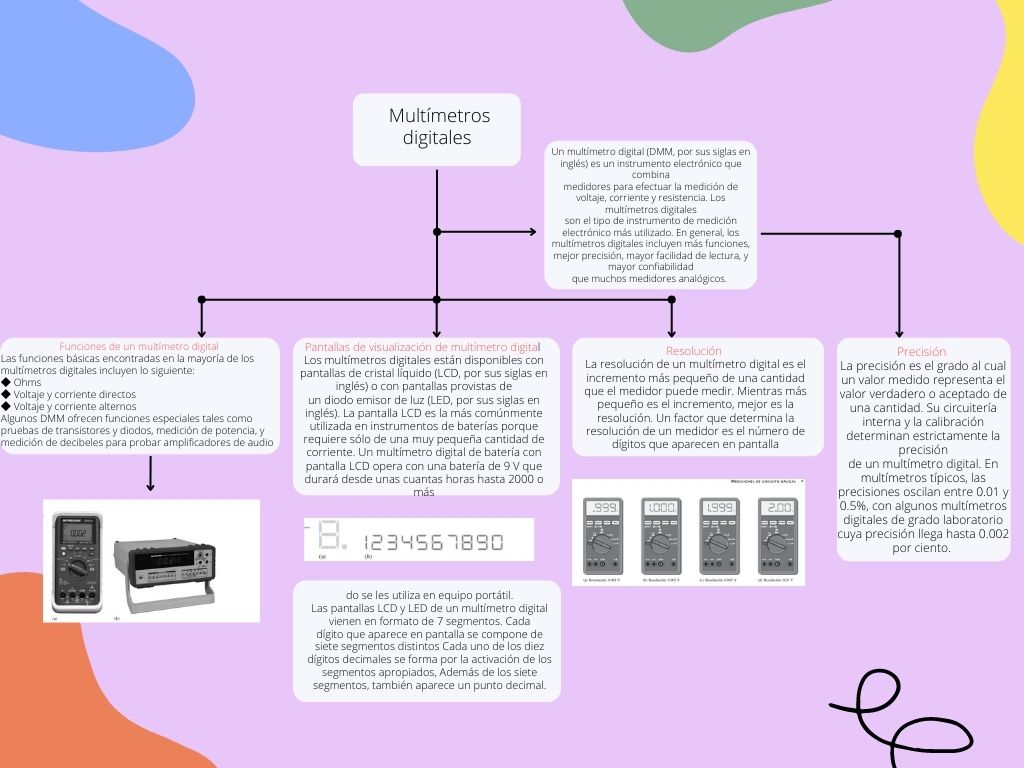 Multímetros
digitales
Un multímetro digital (DMM, por sus siglas en
inglés) es un instrumento electrónico que
combina
medidores para efectuar la medición de
voltaje, corriente y resistencia. Los
multímetros digitales
son el tipo de instrumento de medición
electrónico más utilizado. En general, los
multímetros digitales incluyen más funciones,
mejor precisión, mayor facilidad de lectura, y
mayor confiabilidad
que muchos medidores analógicos.
Funciones de un multímetro digital
Las funciones básicas encontradas en la mayoría de los
multímetros digitales incluyen lo siguiente:
◆ Ohms
◆ Voltaje y corriente directos
◆ Voltaje y corriente alternos
Algunos DMM ofrecen funciones especiales tales como
pruebas de transistores y diodos, medición de potencia, y
medición de decibeles para probar amplificadores de audio
(a)
(b)
Pantallas de visualización de multímetro digital
Los multímetros digitales están disponibles con
pantallas de cristal líquido (LCD, por sus siglas en
inglés) o con pantallas provistas de
un diodo emisor de luz (LED, por sus siglas en
inglés). La pantalla LCD es la más comúnmente
utilizada en instrumentos de baterías porque
requiere sólo de una muy pequeña cantidad de
corriente. Un multímetro digital de batería con
pantalla LCD opera con una batería de 9 V que
durará desde unas cuantas horas hasta 2000 o
más
8. 1234567890
(a) (b)
do se les utiliza en equipo portátil.
Las pantallas LCD y LED de un multímetro digital
vienen en formato de 7 segmentos. Cada
dígito que aparece en pantalla se compone de
siete segmentos distintos Cada uno de los diez
dígitos decimales se forma por la activación de los
segmentos apropiados, Además de los siete
segmentos, también aparece un punto decimal.
Resolución
La resolución de un multímetro digital es el
incremento más pequeño de una cantidad
que el medidor puede medir. Mientras más
pequeño es el incremento, mejor es la
resolución. Un factor que determina la
resolución de un medidor es el número de
dígitos que aparecen en pantalla
MEDICIONES DE CIRCUITO BÁSICAS
.999 1.000 1.999 2.00
(a) Resolución: 0.001 V (b) Resolución: 0.001 V (c) Resolución: 0.001 V (d) Resolución: 0.01 V
Precisión
La precisión es el grado al cual
un valor medido representa el
valor verdadero o aceptado de
una cantidad. Su circuitería
interna y la calibración
determinan estrictamente la
precisión
de un multímetro digital. En
multímetros típicos, las
precisiones oscilan entre 0.01 y
0.5%, con algunos multímetros
digitales de grado laboratorio
cuya precisión llega hasta 0.002
por ciento.